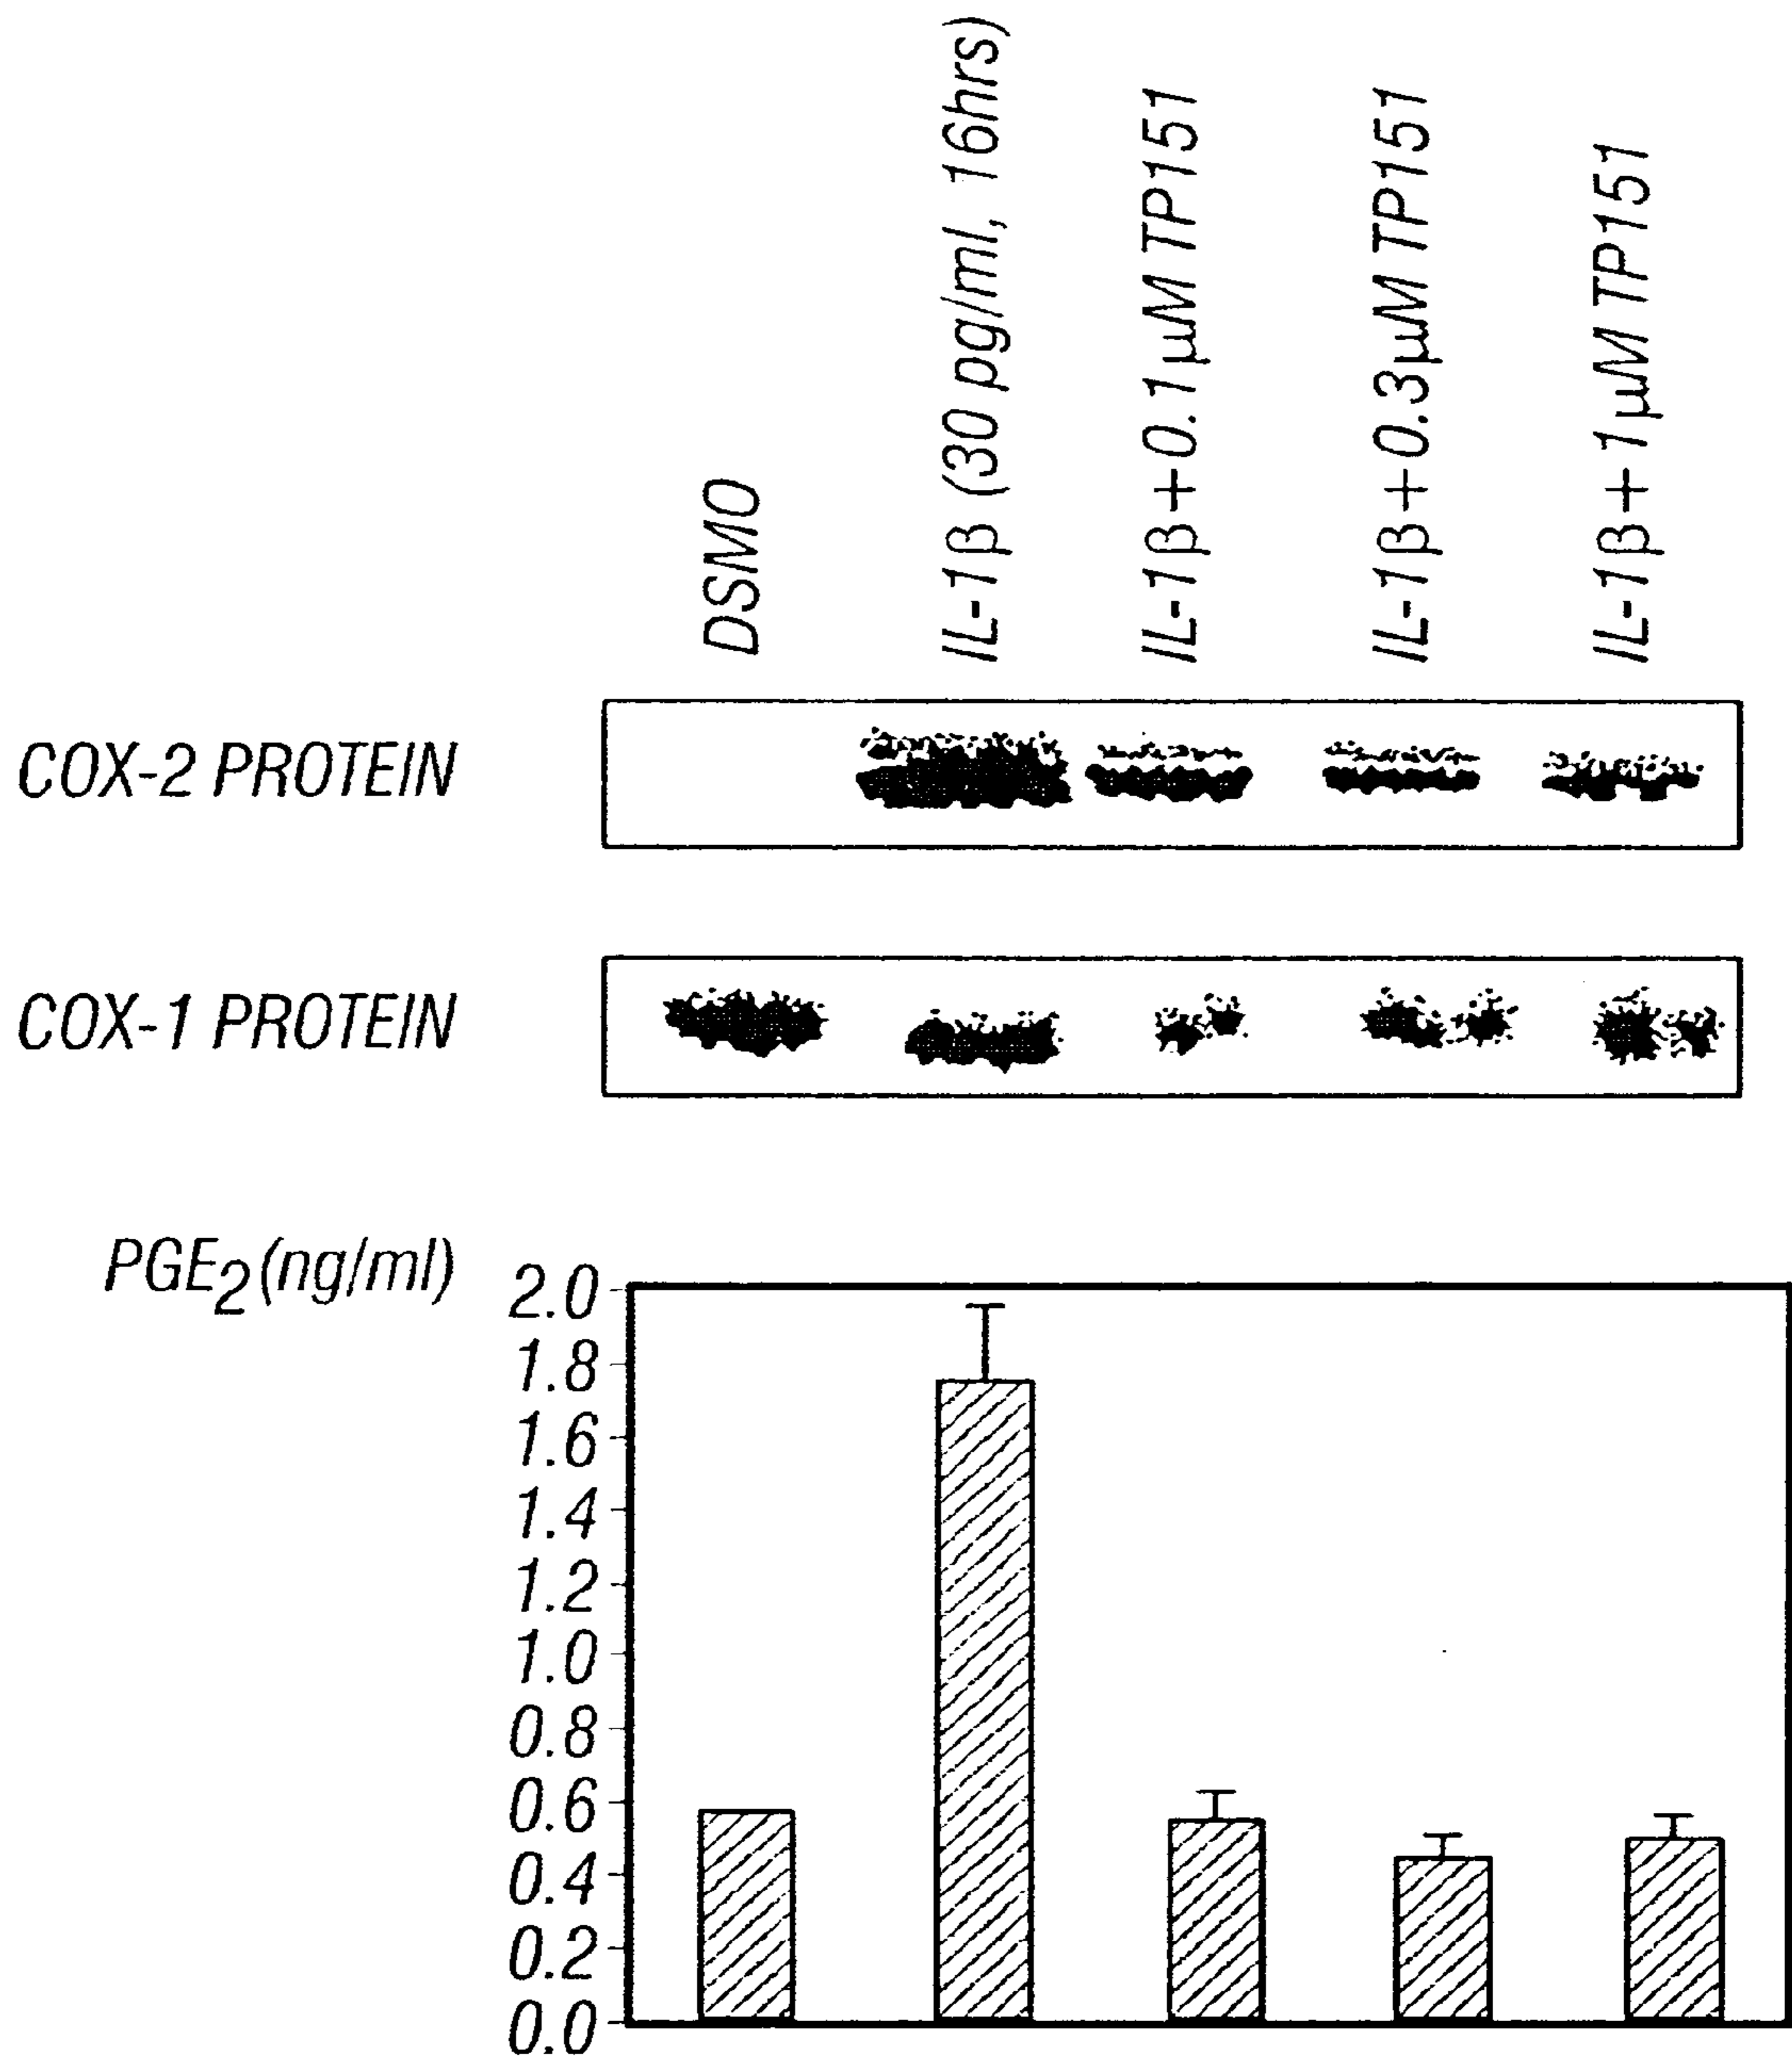 DSMO
IL-1β (30 pg/ml, 16hrs)
IL-1β+0.1μM TP151
IL-1β+0.3μM TP151
IL-1β+1μM TP151
COX-2 PROTEIN
COX-1 PROTEIN
PGE2(ng/ml)
2.0
1.8
1.6
1.4
1.2
1.0
0.8
0.6
0.4
0.2
0.0